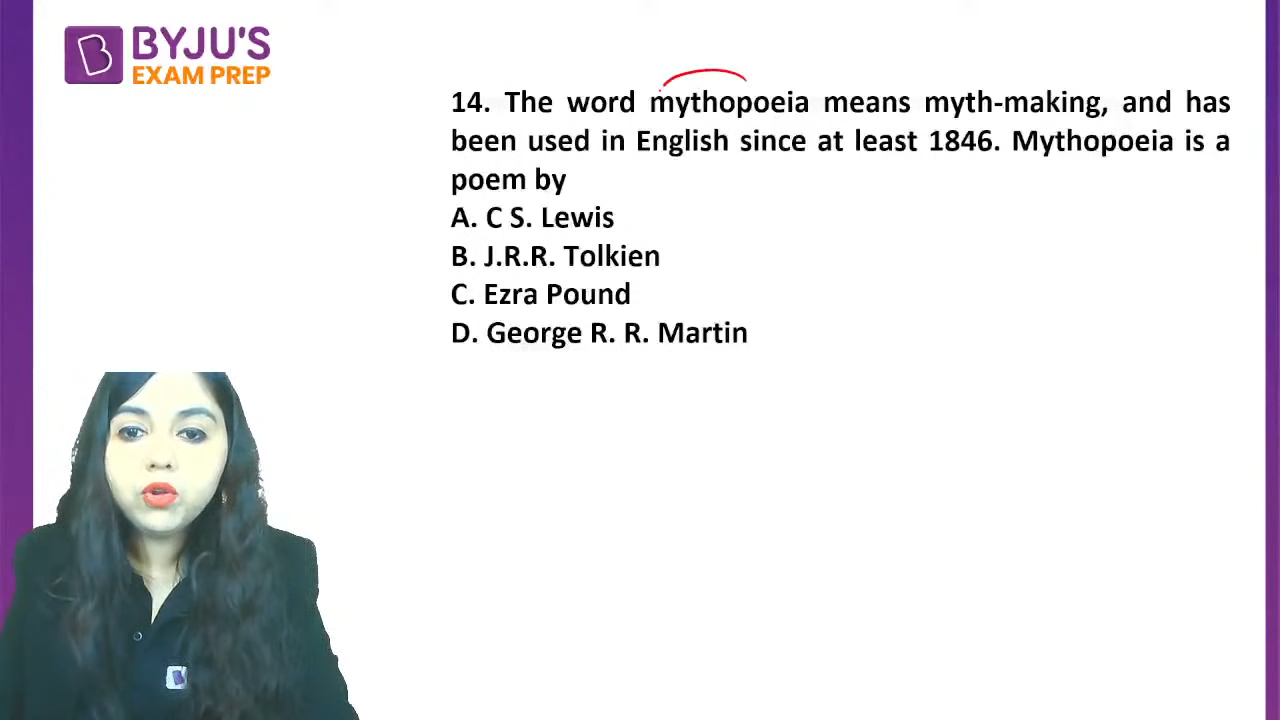 BYJU'S
EXAM PREP
14. The word mythopoeia means myth-making, and has
been used in English since at least 1846. Mythopoeia is a
poem by
A. C S. Lewis
B. J.R.R. Tolkien
C. Ezra Pound
D. George R. R. Martin